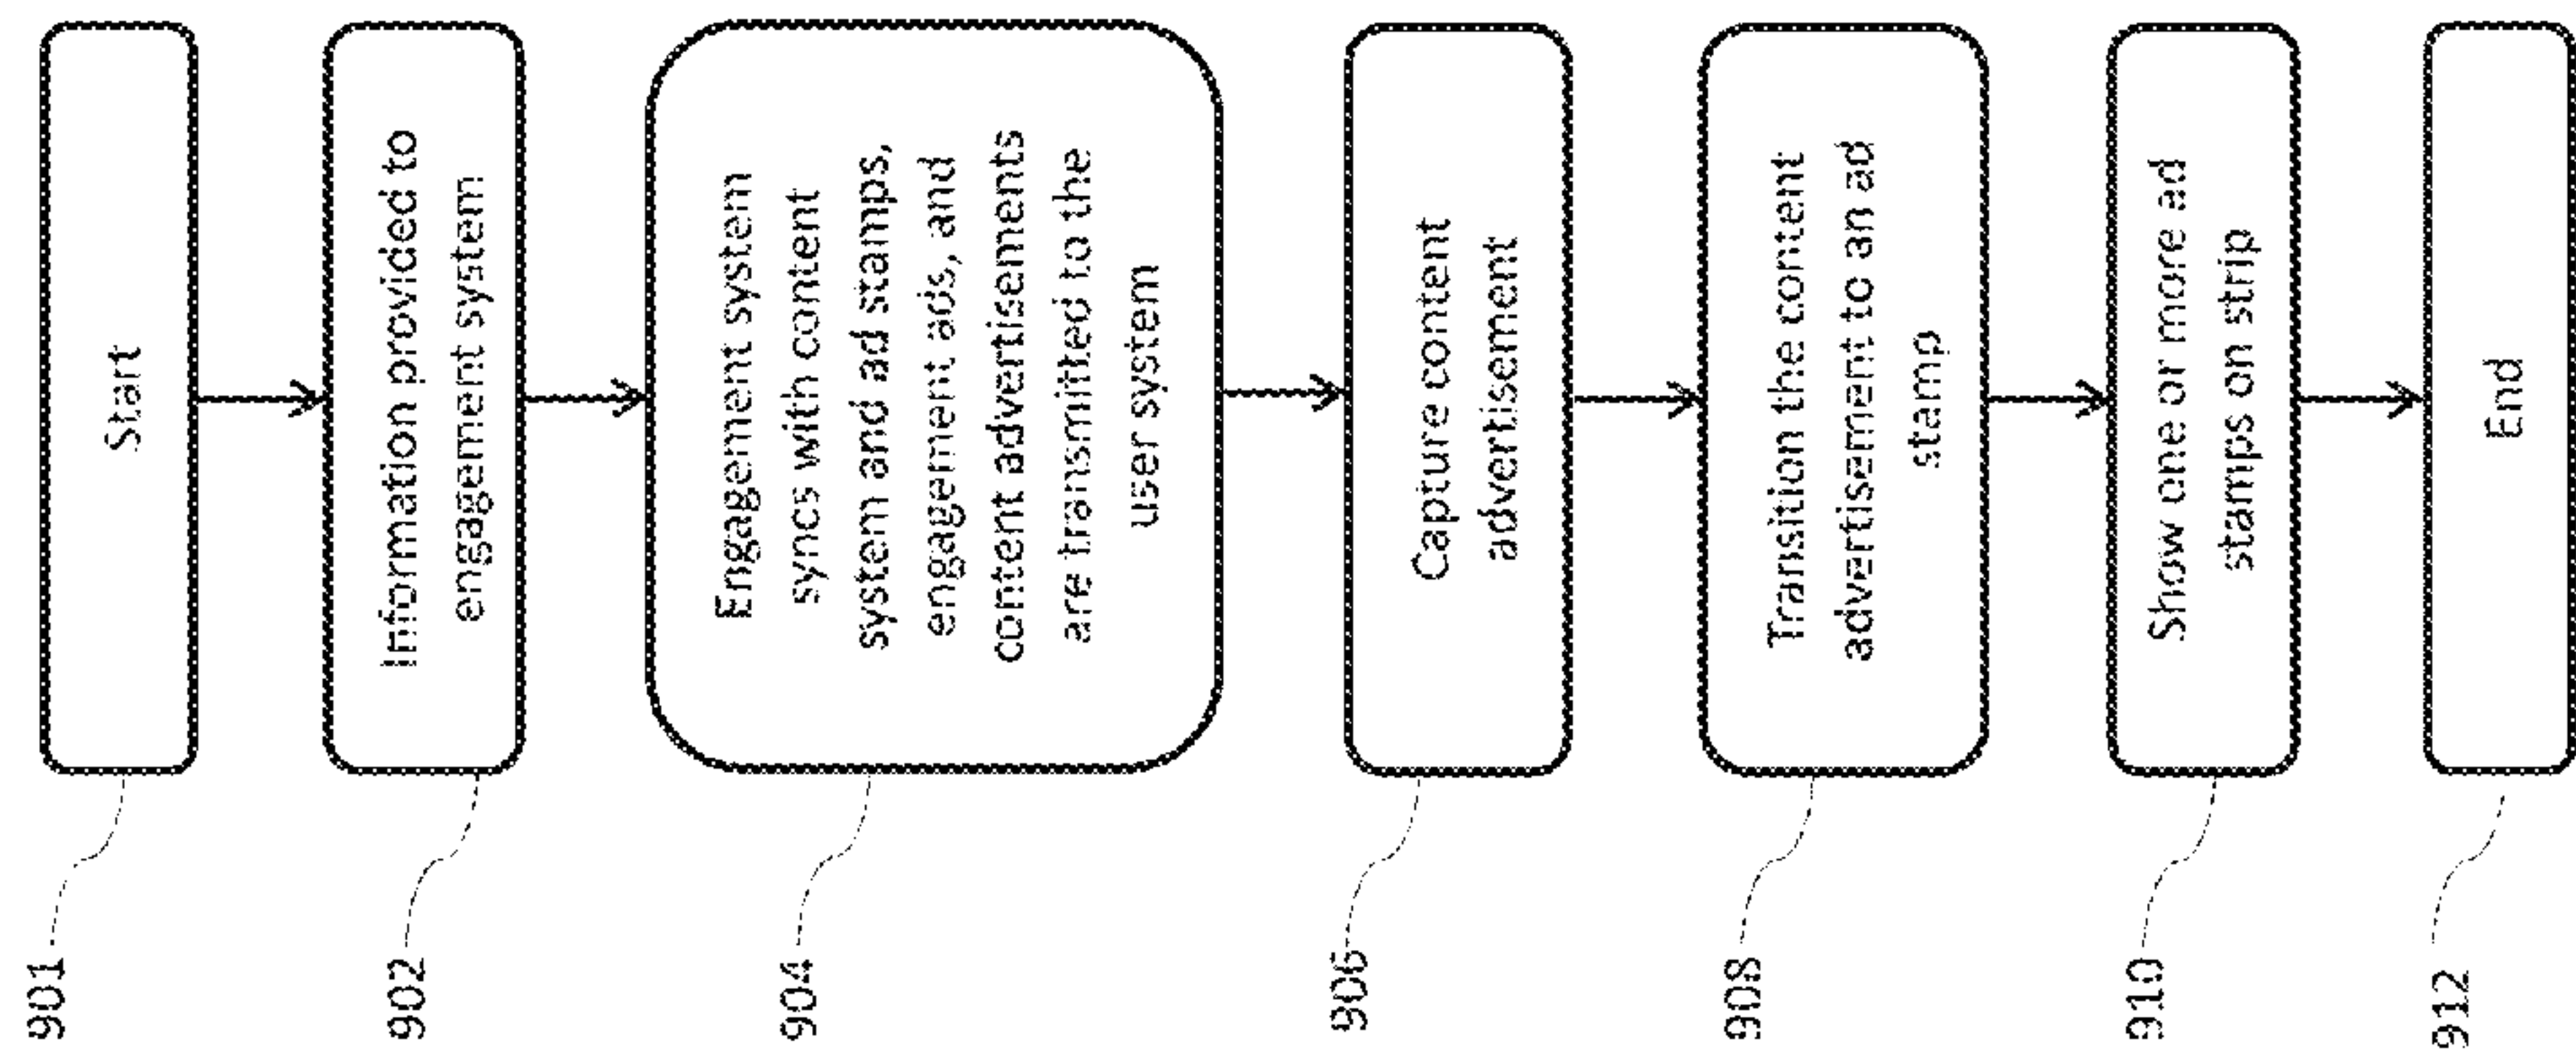 901
Start
902
Information provided to
engagement system
904
Engagement system
syncs with content
system and ad stamps,
engagement ads, and
content advertisements
are transmitted to the
user system
906
Capture content
advertisement
908
Transition the content
advertisement to an ad
stamp
910
Show one or more ad
stamps on strip
912
End